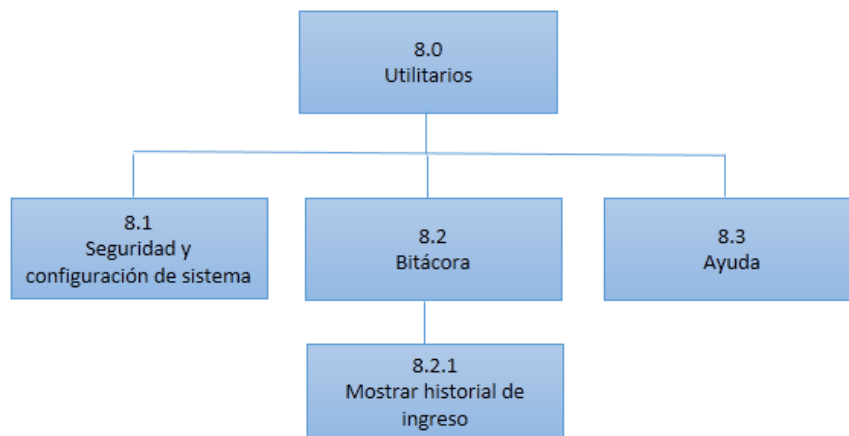 8.0
Utilitarios
8.1
Seguridad y
configuración de sistema
8.2
Bitácora
8.3
Ayuda
8.2.1
Mostrar historial de
ingreso